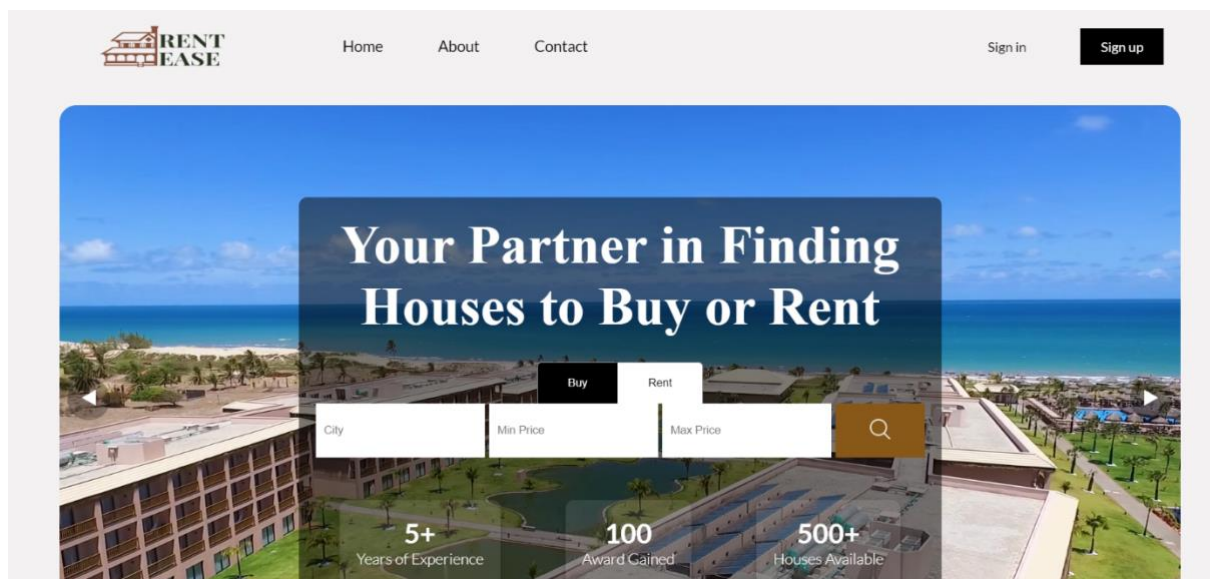 RENT
EASE
Home About Contact
Sign in Sign up
Your Partner in Finding
Houses to Buy or Rent
Buy Rent
City Min Price Max Price
5+ 100 500+
Years of Experience Award Gained Houses Available